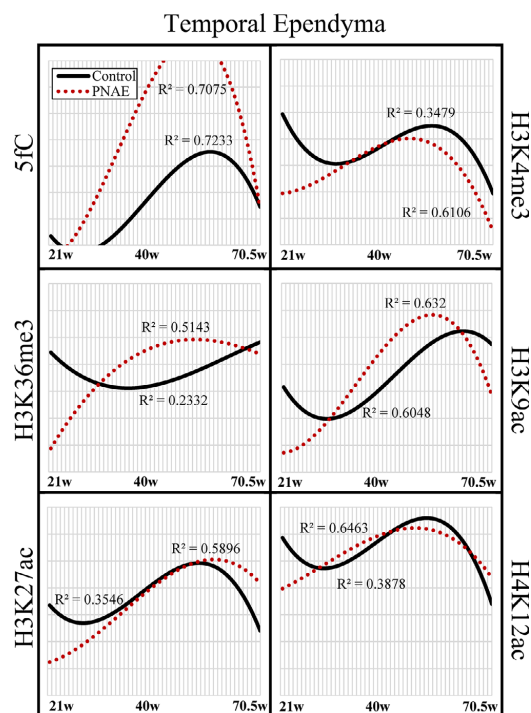 Temporal Ependyma
Control
PNAE
R² = 0.7075
R² = 0.7233
5fC
21w 40w 70.5w
R² = 0.3479
R² = 0.6106
H3K4me3
21w 40w 70.5w
R² = 0.5143
R² = 0.2332
H3K36me3
21w 40w 70.5w
R² = 0.632
R² = 0.6048
H3K9ac
21w 40w 70.5w
R² = 0.5896
R² = 0.3546
H3K27ac
21w 40w 70.5w
R² = 0.6463
R² = 0.3878
H4K12ac
21w 40w 70.5w